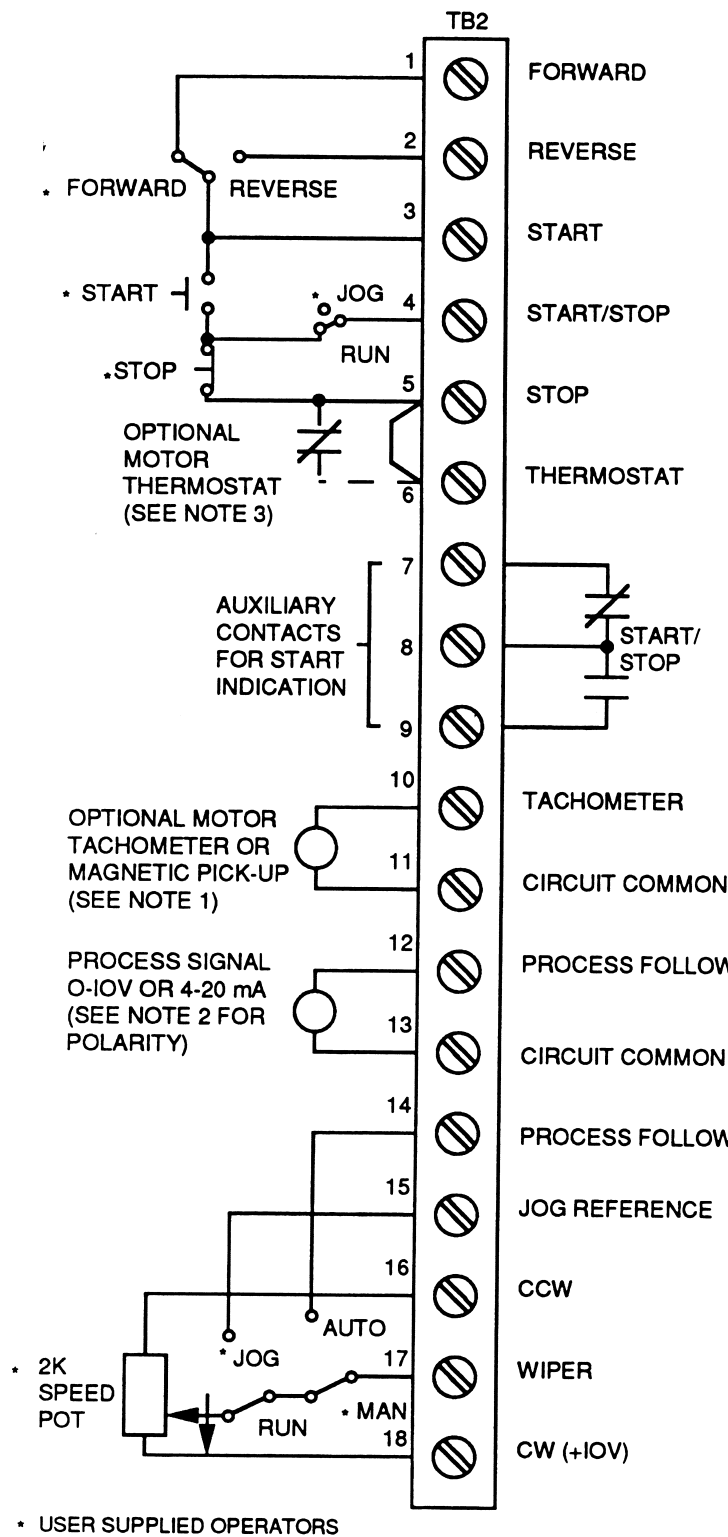 TB2
1 FORWARD
2 REVERSE
* FORWARD REVERSE
3 START
* START
* JOG
4 START/STOP
RUN
*STOP
5 STOP
OPTIONAL
MOTOR
THERMOSTAT
(SEE NOTE 3)
6 THERMOSTAT
7
AUXILIARY
CONTACTS
FOR START
INDICATION
8
START/
STOP
9
10 TACHOMETER
OPTIONAL MOTOR
TACHOMETER OR
MAGNETIC PICK-UP
(SEE NOTE 1)
11 CIRCUIT COMMON
12 PROCESS FOLLOW
PROCESS SIGNAL
O-IOV OR 4-20 mA
(SEE NOTE 2 FOR
POLARITY)
13 CIRCUIT COMMON
14 PROCESS FOLLOW
15 JOG REFERENCE
16 CCW
AUTO
* JOG
17 WIPER
* 2K
SPEED
POT
RUN
* MAN
18 CW (+IOV)
* USER SUPPLIED OPERATORS